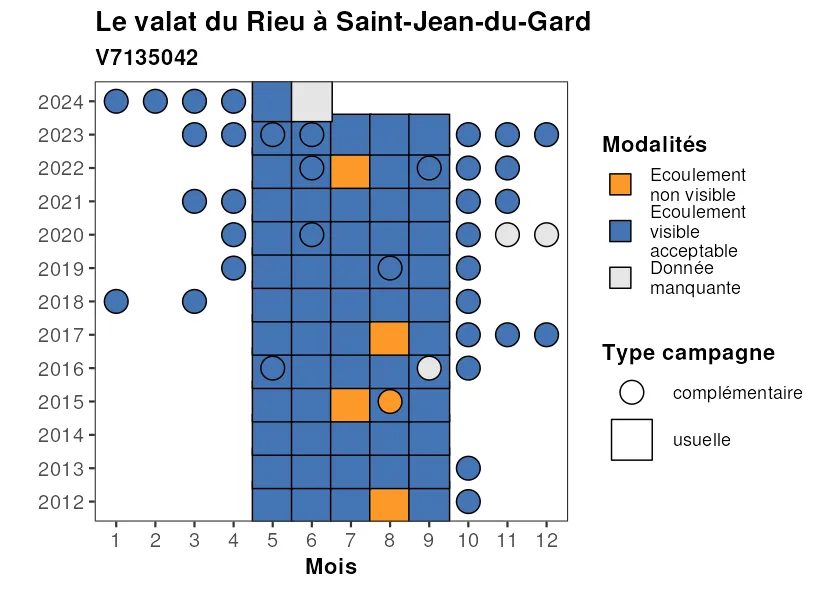 Le valat du Rieu à Saint-Jean-du-Gard
V7135042
2024
2023
2022
2021
2020
2019
2018
2017
2016
2015
2014
2013
2012
1 2 3 4 5 6 7 8 9 10 11 12
Mois
Modalités
Ecoulement
non visible
Ecoulement
visible
acceptable
Donnée
manquante
Type campagne
complémentaire
usuelle